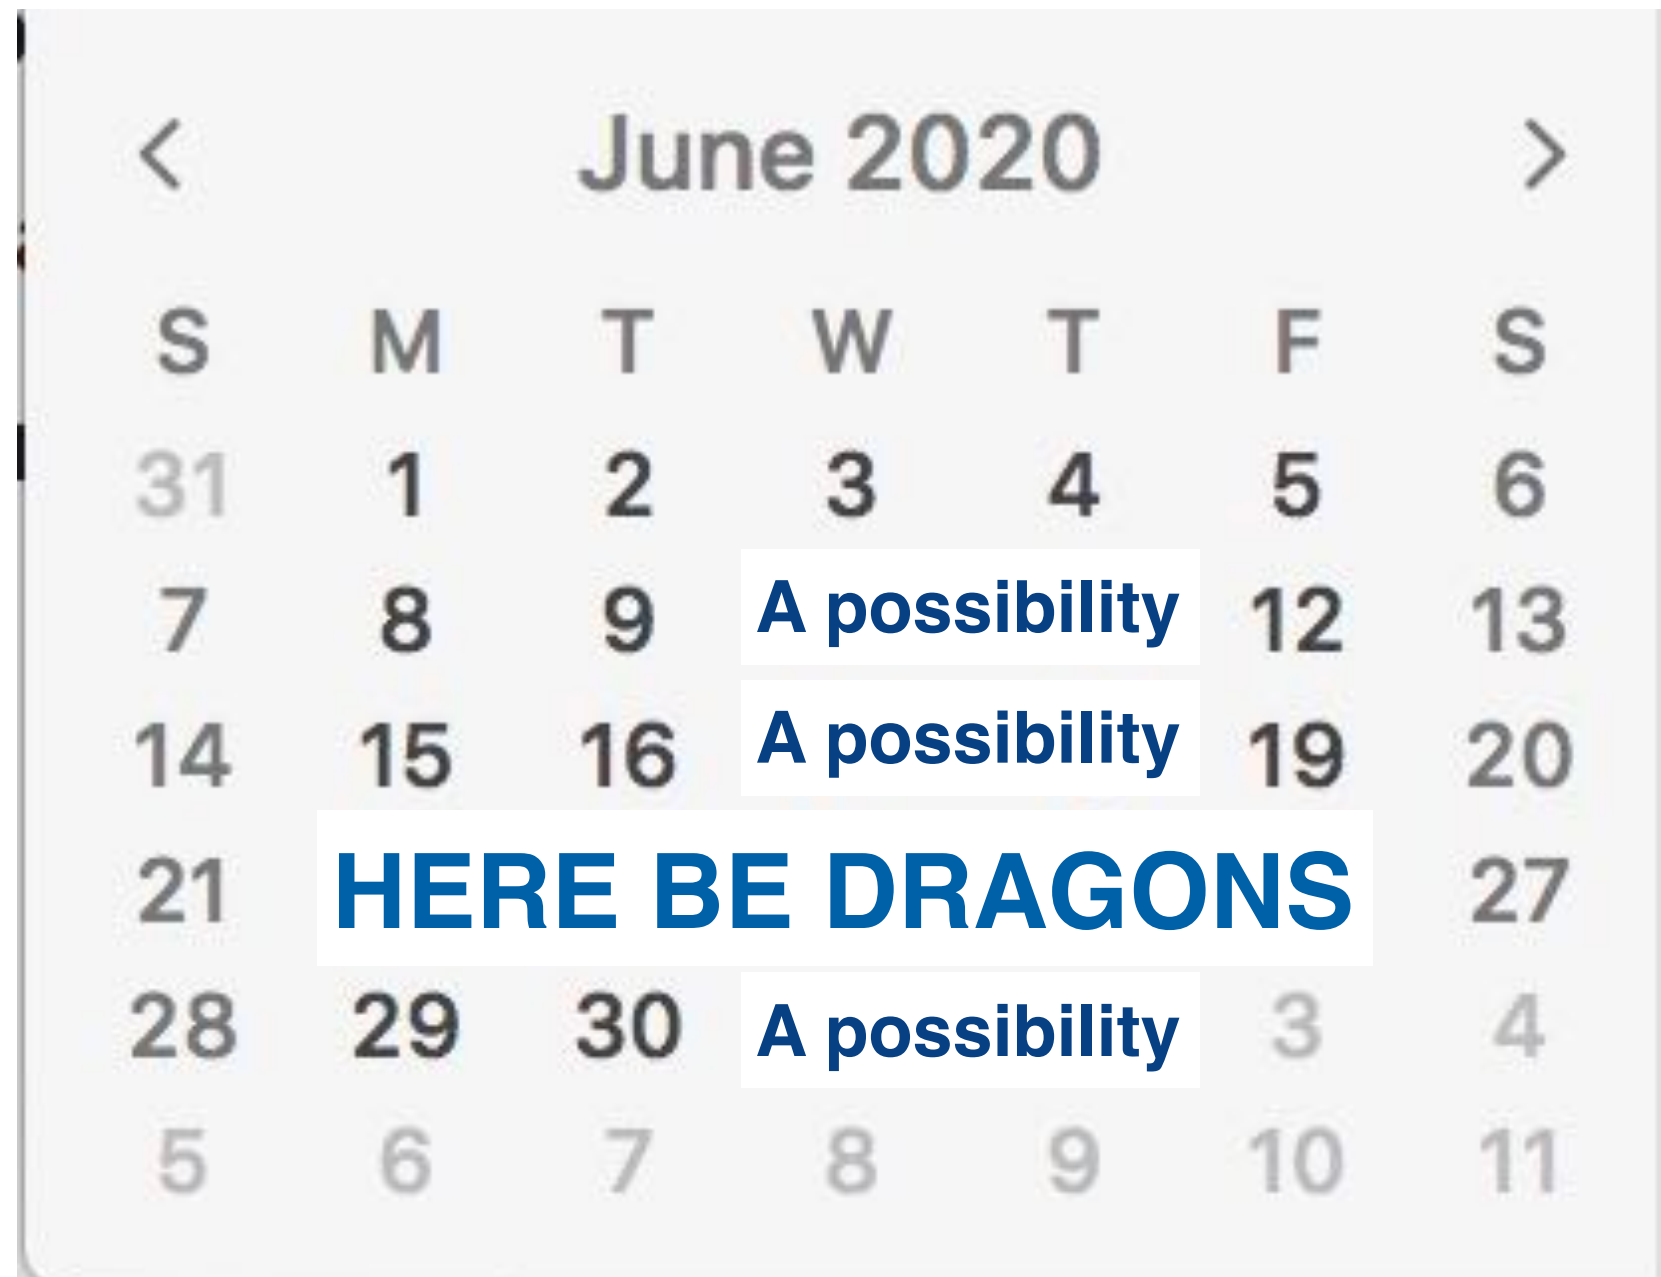 < June 2020 >
S M T W T F S
31 1 2 3 4 5 6
7 8 9 A possibility 12 13
14 15 16 A possibility 19 20
21 HERE BE DRAGONS 27
28 29 30 A possibility 3 4
5 6 7 8 9 10 11